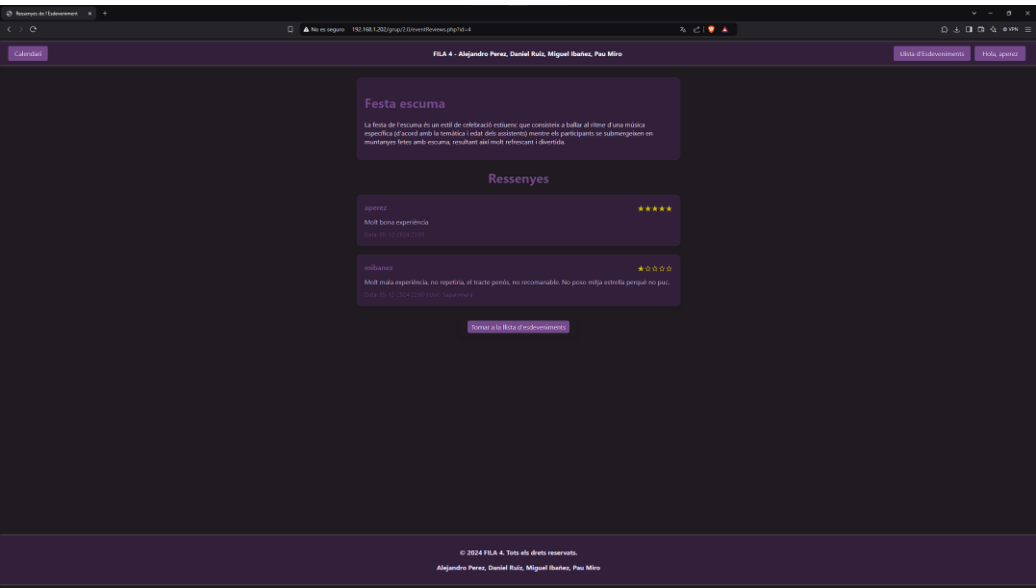 Ressenyes de l'Esdeveniment
No es seguro 192.168.1.202/grup/2.0/eventReviews.php?id=4
VPN
Calendari
FILA 4 - Alejandro Perez, Daniel Ruiz, Miguel Ibañez, Pau Miro
Llista d'Esdeveniments
Hola, aperez
Festa escuma
La festa de l'escuma és un estil de celebració estiuenc que consisteix a ballar al ritme d'una música
específica (d'acord amb la temàtica i edat dels assistents) mentre els participants se submergeixen en
muntanyes fetes amb escuma, resultant així molt refrescant i divertida.
Ressenyes
aperez
★★★★★
Molt bona experiència
mibanez
★☆☆☆☆
Molt mala experiència, no repetiria, el tracte penós, no recomanable. No poso mitja estrella perquè no puc.
Tornar a la llista d'esdeveniments
© 2024 FILA 4. Tots els drets reservats.
Alejandro Perez, Daniel Ruiz, Miguel Ibañez, Pau Miro